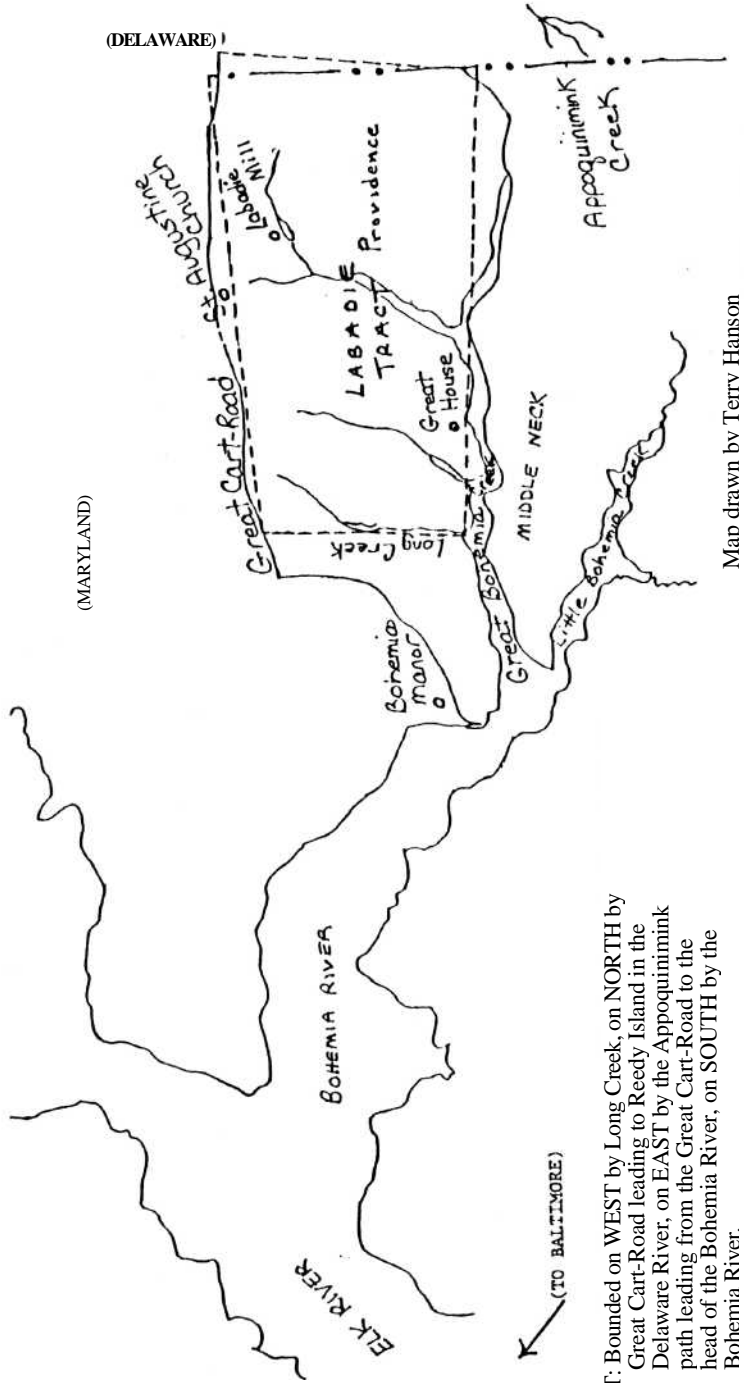 (DELAWARE)
(MARYLAND)
St. Augustine
Church
Great Cart-Road
Labadie
Mill
LABADIE
TRACT
Providence
Great
House
Long Creek
Bohemia
Manor
Great Bohemia Creek
MIDDLE NECK
Appoquinimink
Creek
Little Bohemia Creek
BOHEMIA RIVER
ELK RIVER
(TO BALTIMORE)
T: Bounded on WEST by Long Creek, on NORTH by
Great Cart-Road leading to Reedy Island in the
Delaware River, on EAST by the Appoquinimink
path leading from the Great Cart-Road to the
head of the Bohemia River, on SOUTH by the
Bohemia River.
Map drawn by Terry Hanson